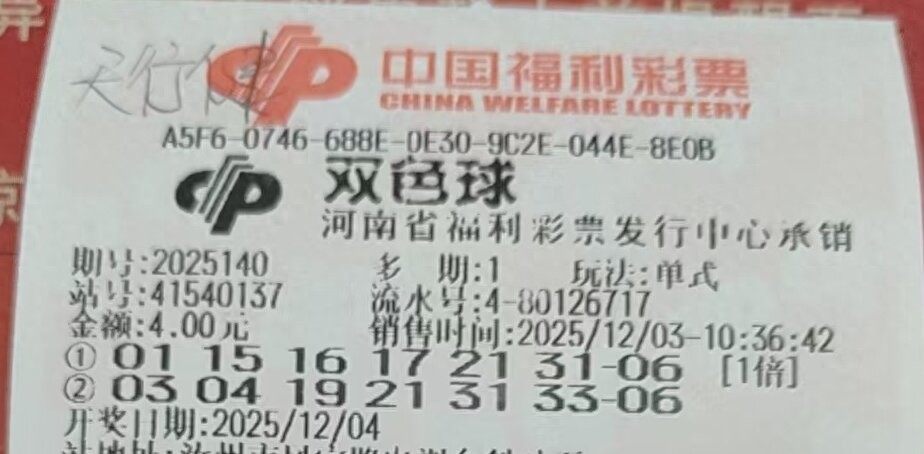 天行健
中国福利彩票
CHINA WELFARE LOTTERY
A5F6-0746-688E-0E30-9C2E-044E-8E0B
双色球
河南省福利彩票发行中心承销
期号:2025140 多 期:1 玩法:单式
站号:41540137 流水号:4-80126717
金额:4.00元 销售时间:2025/12/03-10:36:42
① 01 15 16 17 21 31-06 [1倍]
② 03 04 19 21 31 33-06
开奖日期:2025/12/04